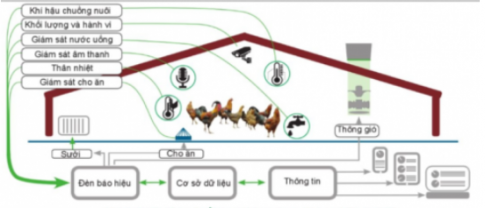 Khí hậu chuồng nuôi
Khối lượng và hành vi
Giám sát nước uống
Giám sát âm thanh
Thân nhiệt
Giám sát cho ăn
Thông gió
Sưởi
Cho ăn
Đèn báo hiệu
Cơ sở dữ liệu
Thông tin